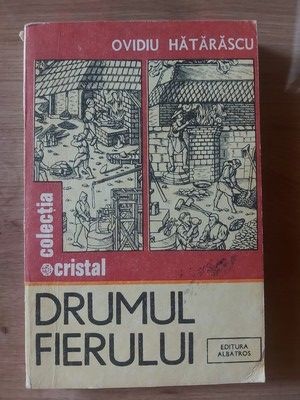 OVIDIU HĂTĂRĂSCU
colecția
cristal
DRUMUL
FIERULUI
EDITURA
ALBATROS